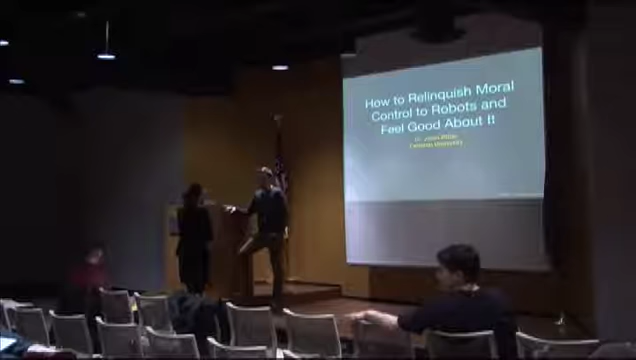 How to Relinquish Moral
Control to Robots and
Feel Good About It